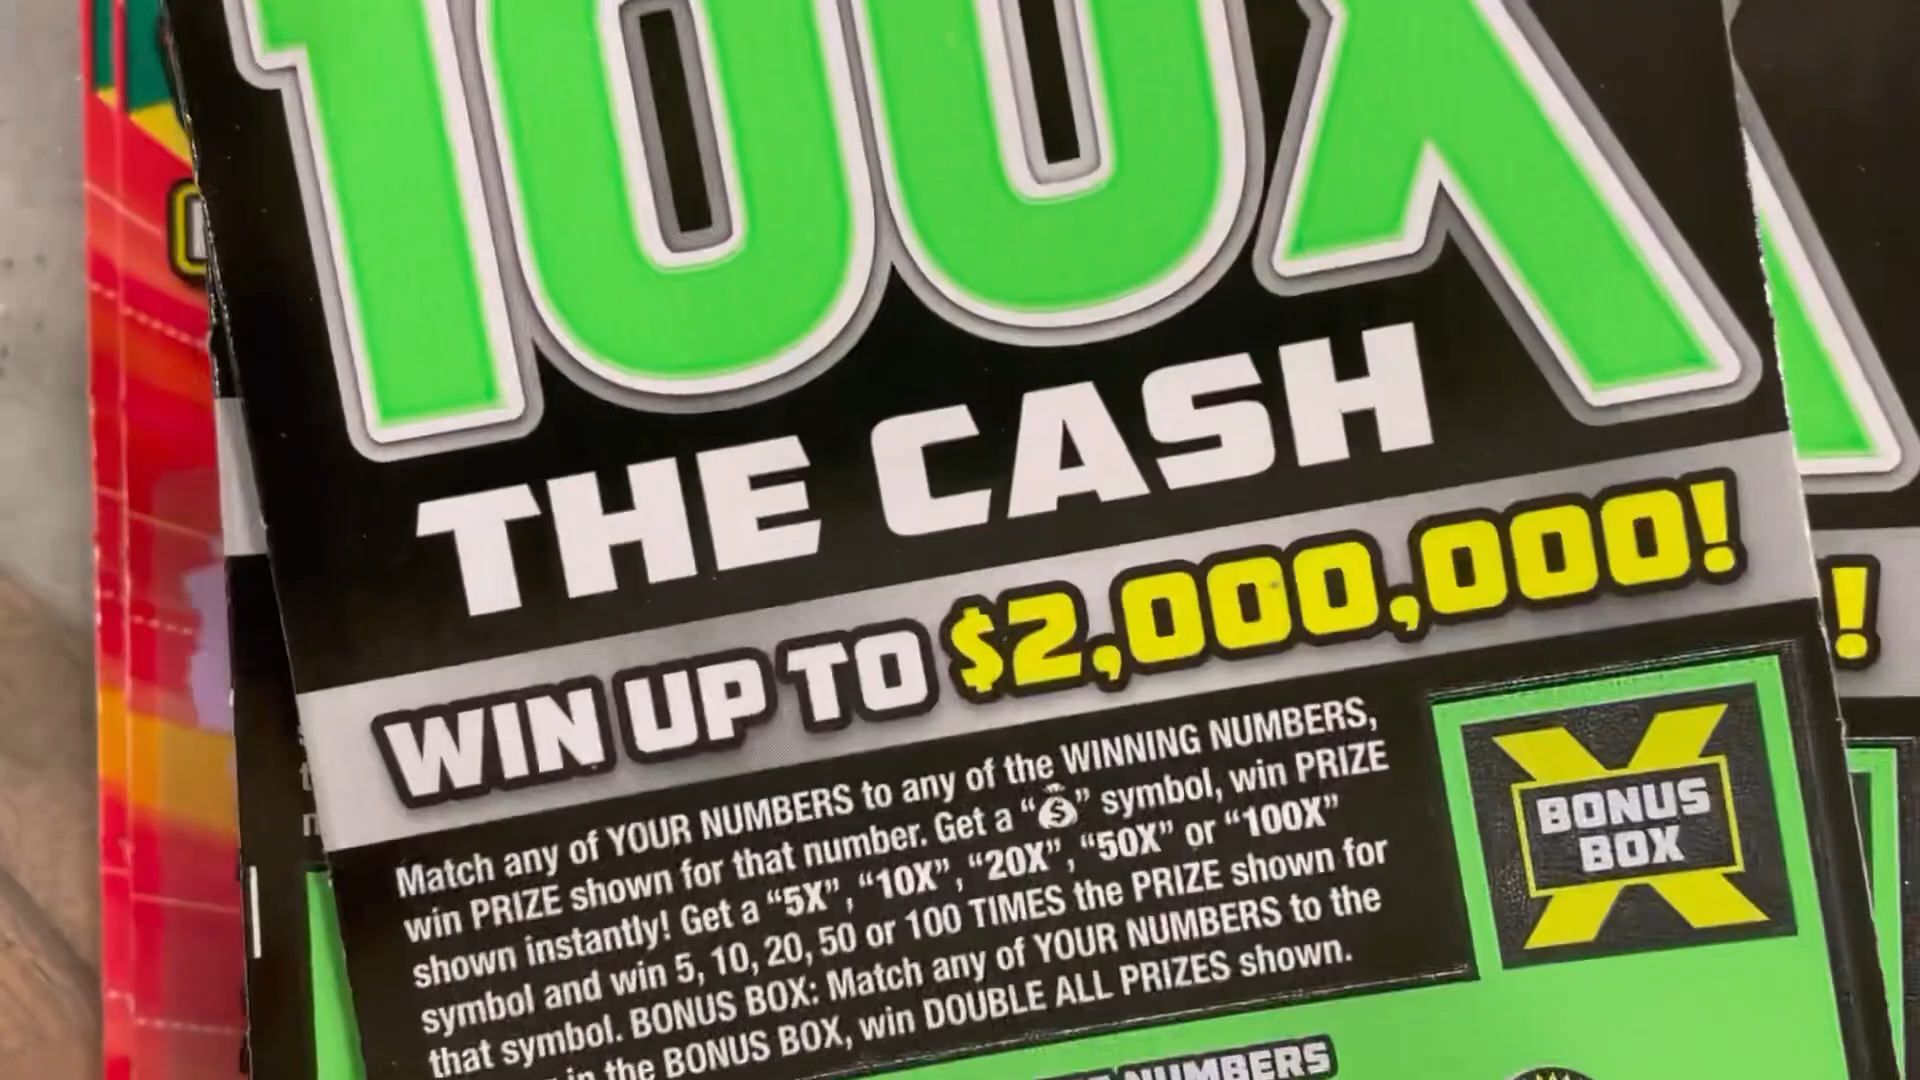 100X
THE CASH
WIN UP TO $2,000,000!
!
Match any of YOUR NUMBERS to any of the WINNING NUMBERS,
win PRIZE shown for that number. Get a “ ” symbol, win PRIZE
shown instantly! Get a “5X”, “10X”, “20X”, “50X” or “100X”
symbol and win 5, 10, 20, 50 or 100 TIMES the PRIZE shown for
that symbol. BONUS BOX: Match any of YOUR NUMBERS to the
in the BONUS BOX, win DOUBLE ALL PRIZES shown.
BONUS
BOX
NUMBERS